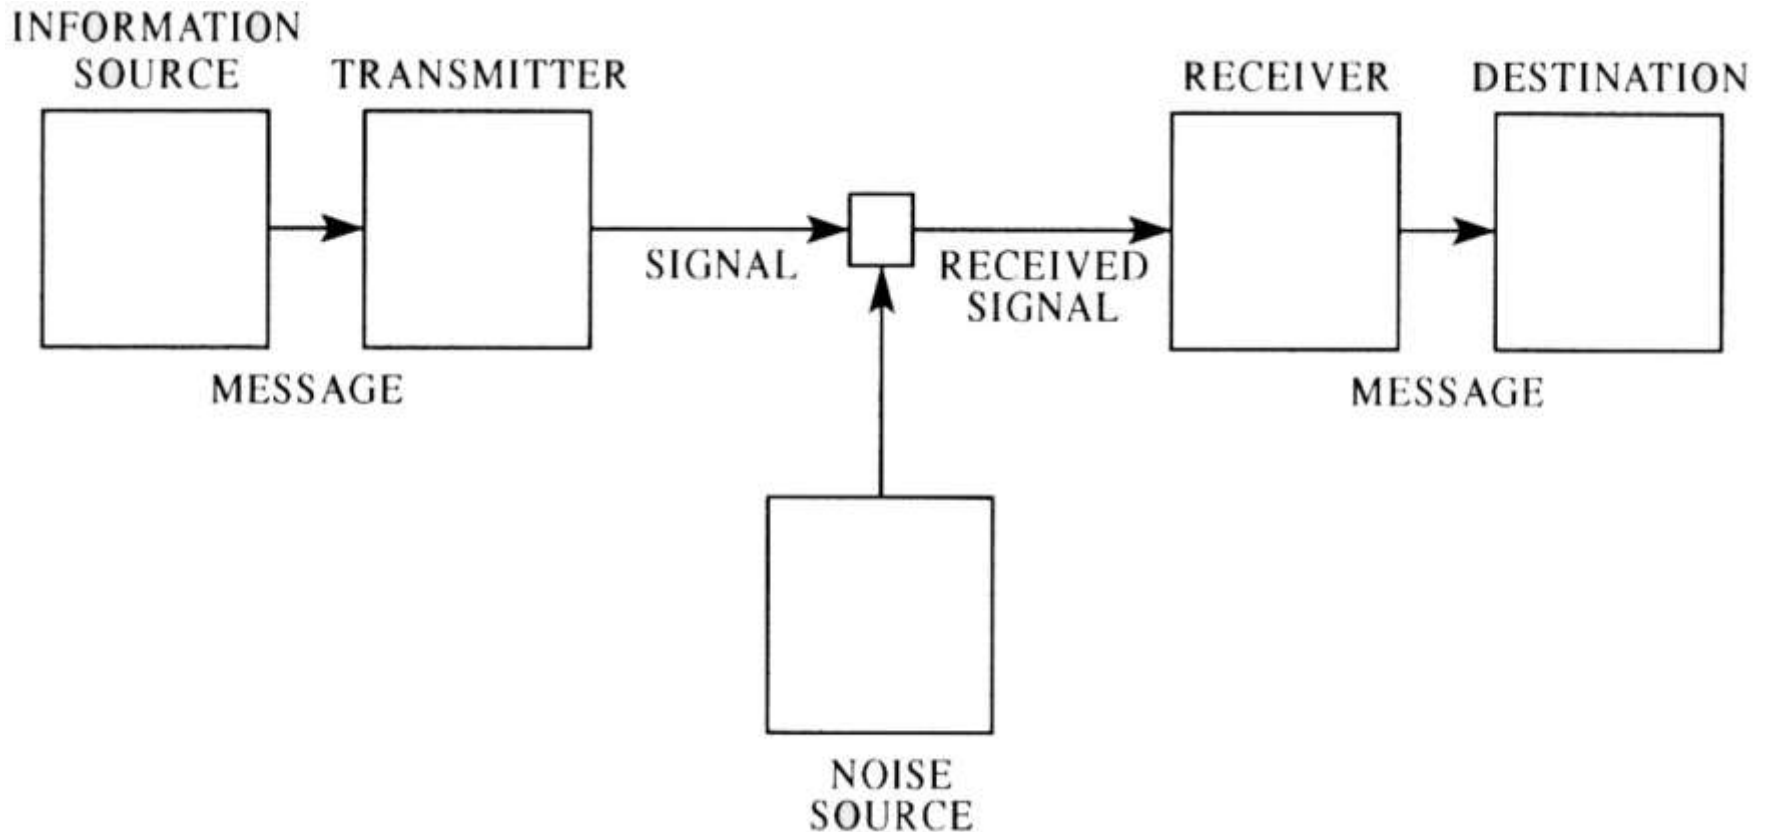 INFORMATION
SOURCE
TRANSMITTER
RECEIVER
DESTINATION
SIGNAL
RECEIVED
SIGNAL
MESSAGE
MESSAGE
NOISE
SOURCE